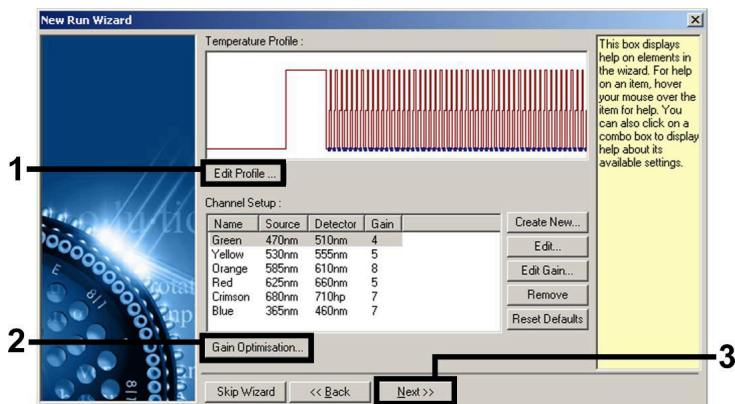 New Run Wizard
Temperature Profile :
This box displays
help on elements in
the wizard. For help
on an item, hover
your mouse over the
item for help. You
can also click on a
combo box to display
help about its
available settings.
1
Edit Profile ...
Channel Setup :
Name Source Detector Gain
Green 470nm 510nm 4
Yellow 530nm 555nm 5
Orange 585nm 610nm 8
Red 625nm 660nm 5
Crimson 680nm 710hp 7
Blue 365nm 460nm 7
Create New...
Edit...
Edit Gain...
Remove
Reset Defaults
2
Gain Optimisation...
3
Skip Wizard
<< Back
Next >>